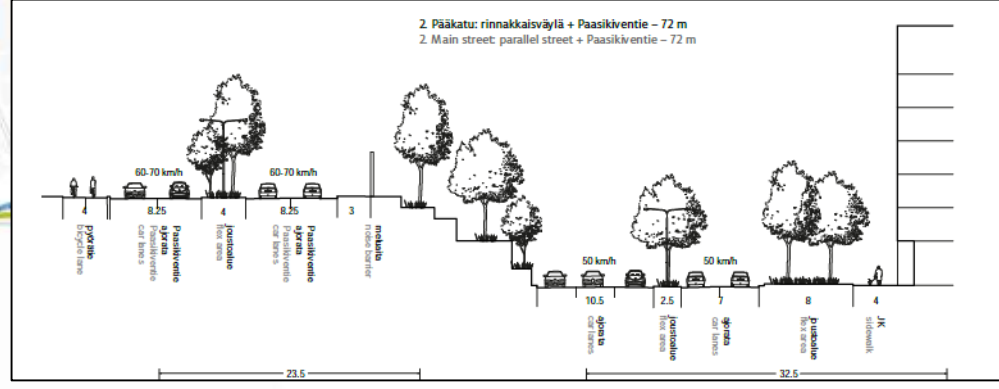 2. Pääkatu: rinnakkaisväylä + Paasikiventie – 72 m
2. Main street: parallel street + Paasikiventie – 72 m
60-70 km/h
60-70 km/h
4
8.25
4
8.25
3
pyörätie
bicycle lane
Paasikiventie
ajorata
Paasikiventie
car lanes
joustoalue
flex area
Paasikiventie
ajorata
Paasikiventie
car lanes
meluaita
noise barrier
50 km/h
50 km/h
10.5
2.5
7
8
4
ajorata
car lanes
joustoalue
flex area
ajorata
car lanes
joustoalue
flex area
JK
sidewalk
23.5
32.5